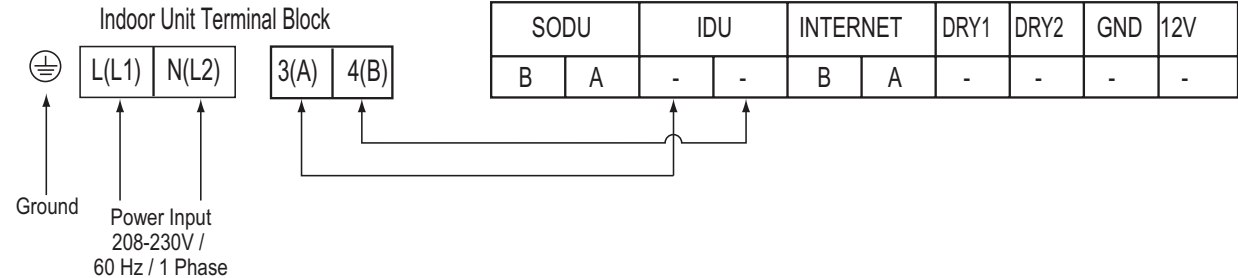 Indoor Unit Terminal Block
L(L1) N(L2) 3(A) 4(B)
Ground
Power Input
208-230V /
60 Hz / 1 Phase
SODU IDU INTERNET DRY1 DRY2 GND 12V
B A - - B A - - - -